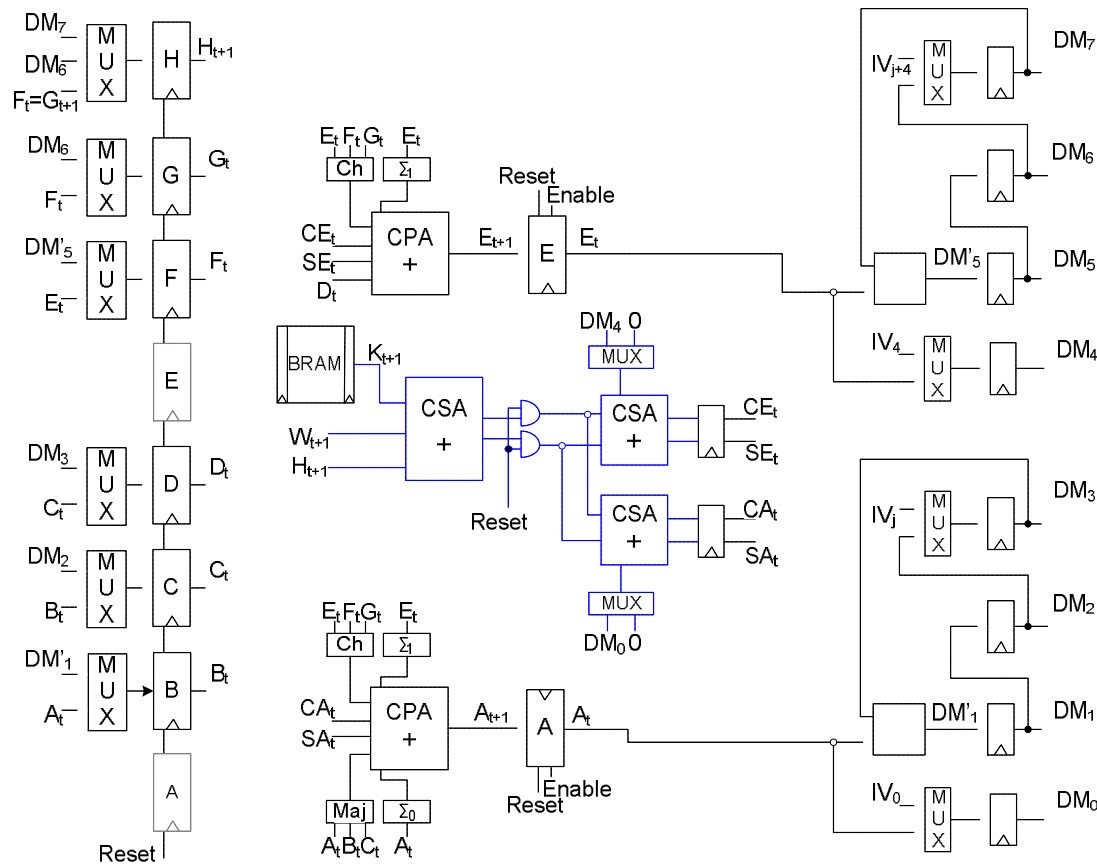 DM₇
MUX
H
Hₜ₊₁
DM₆
Fₜ=Gₜ₊₁
DM₆
MUX
G
Gₜ
Fₜ
DM'₅
MUX
F
Fₜ
Eₜ
E
DM₃
MUX
D
Dₜ
Cₜ
DM₂
MUX
C
Cₜ
Bₜ
DM'₁
MUX
B
Bₜ
Aₜ
A
Reset
Eₜ Fₜ Gₜ
Eₜ
Ch
Σ₁
CEₜ
SEₜ
Dₜ
CPA
+
Eₜ₊₁
Reset
Enable
E
Eₜ
BRAM
Kₜ₊₁
Wₜ₊₁
Hₜ₊₁
CSA
+
Reset
DM₄ 0
MUX
CSA
+
CEₜ
SEₜ
CSA
+
CAₜ
SAₜ
MUX
DM₀ 0
Eₜ Fₜ Gₜ
Eₜ
Ch
Σ₁
CAₜ
SAₜ
CPA
+
Aₜ₊₁
A
Aₜ
Enable
Reset
Maj
Σ₀
Aₜ Bₜ Cₜ
Aₜ
IVⱼ₊₄
MUX
DM₇
DM₆
DM'₅
DM₅
IV₄
MUX
DM₄
IVⱼ
MUX
DM₃
DM₂
DM'₁
DM₁
IV₀
MUX
DM₀